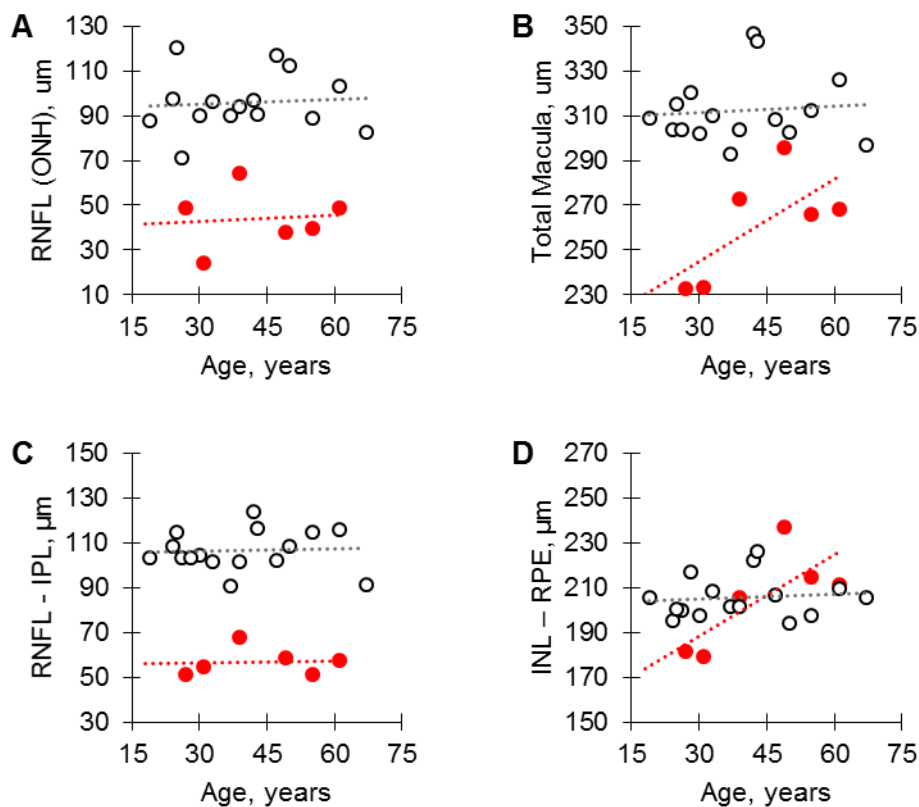 A
RNFL (ONH), um
130
110
90
70
50
30
10
15 30 45 60 75
Age, years
B
Total Macula, um
350
330
310
290
270
250
230
15 30 45 60 75
Age, years
C
RNFL - IPL, µm
150
130
110
90
70
50
30
15 30 45 60 75
Age, years
D
INL – RPE, µm
270
250
230
210
190
170
150
15 30 45 60 75
Age, years